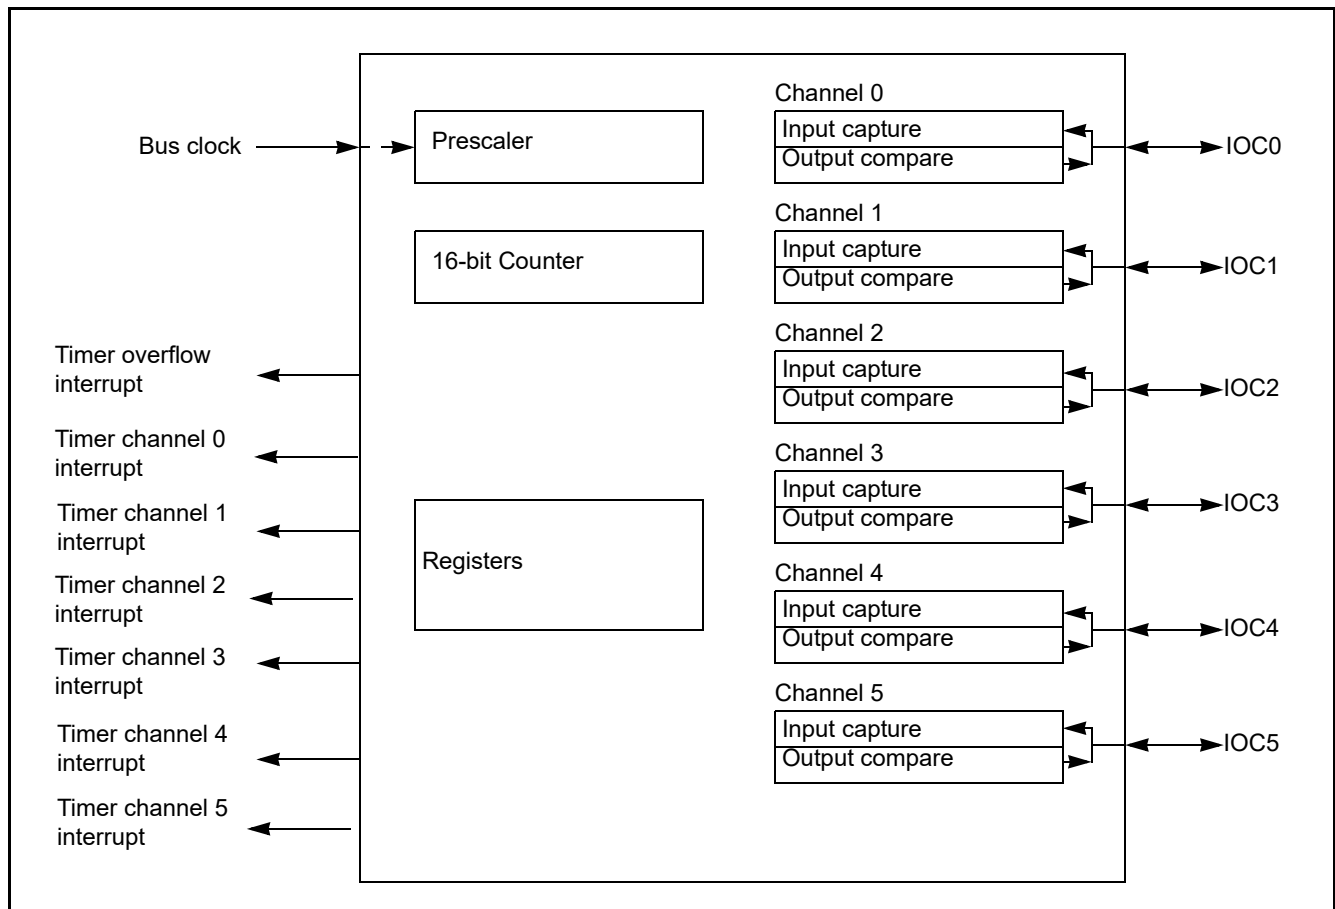 Channel 0
Bus clock
Prescaler
Input capture
Output compare
IOC0
Channel 1
16-bit Counter
Input capture
Output compare
IOC1
Channel 2
Timer overflow
interrupt
Input capture
Output compare
IOC2
Timer channel 0
interrupt
Channel 3
Input capture
Output compare
IOC3
Timer channel 1
interrupt
Registers
Channel 4
Timer channel 2
interrupt
Input capture
Output compare
IOC4
Timer channel 3
interrupt
Channel 5
Input capture
Output compare
IOC5
Timer channel 4
interrupt
Timer channel 5
interrupt